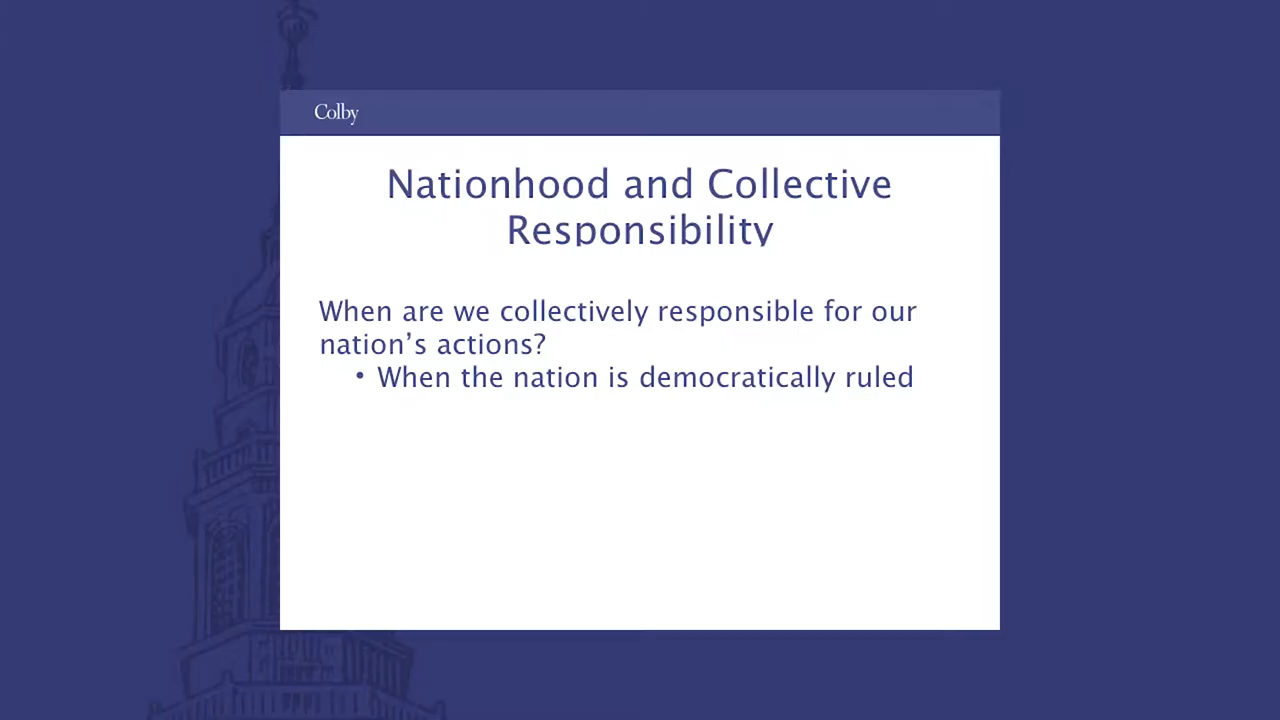 Colby
Nationhood and Collective
Responsibility
When are we collectively responsible for our
nation’s actions?
• When the nation is democratically ruled